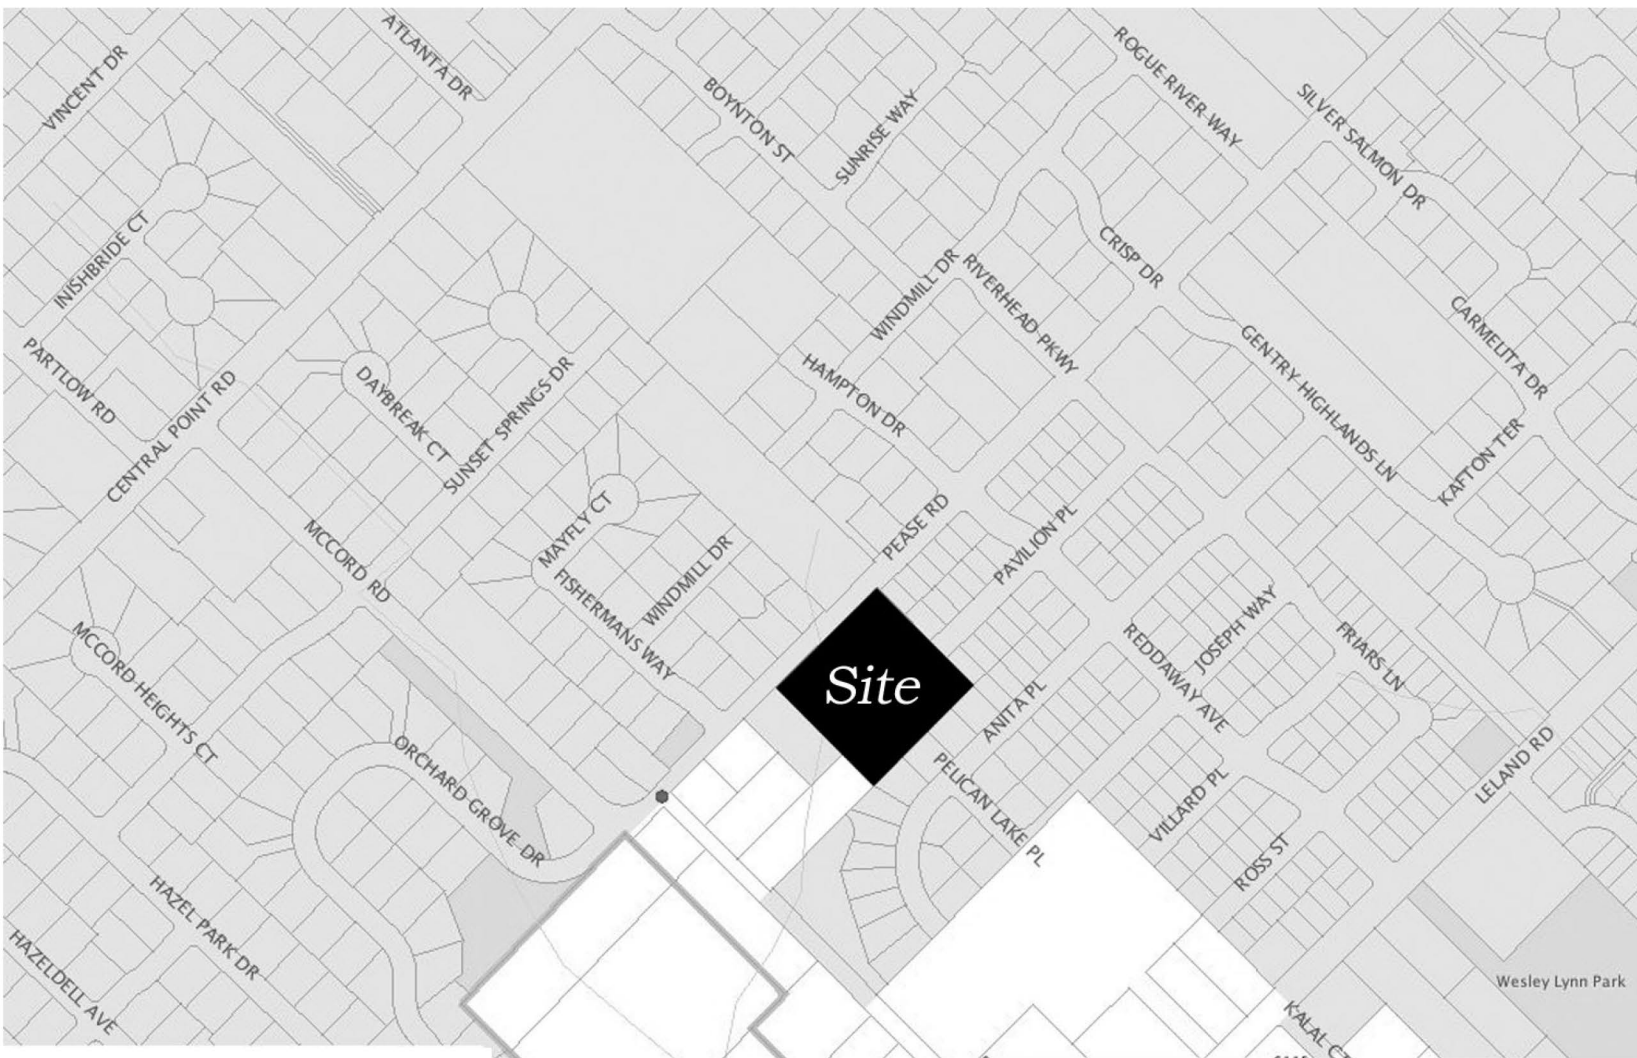 VINCENT DR
ATLANTA DR
BOYNTON ST
SUNRISE WAY
ROGUE RIVER WAY
SILVER SALMON DR
INISHBRIDE CT
WINDMILL DR
RIVERHEAD PKWY
CRISP DR
CARMELITA DR
GENTRY HIGHLANDS LN
PARTLOW RD
CENTRAL POINT RD
DAYBREAK CT
SUNSET SPRINGS DR
HAMPTON DR
KAFTON TER
MCCORD RD
MAYFLY CT
PEASE RD
PAVILION PL
FISHERMANS WAY
WINDMILL DR
MCCORD HEIGHTS CT
Site
ANITA PL
REDDAWAY AVE
JOSEPH WAY
FRIARS LN
ORCHARD GROVE DR
PELICAN LAKE PL
VILLARD PL
LELAND RD
ROSS ST
HAZEL PARK DR
HAZELDELL AVE
Wesley Lynn Park
KALAL CT